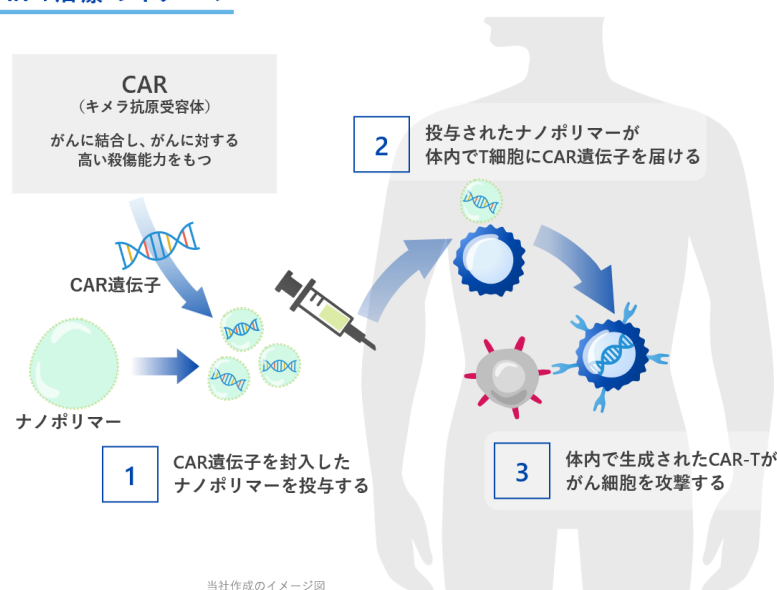 CAR
（キメラ抗原受容体）
がんに結合し、がんに対する
高い殺傷能力をもつ
CAR遺伝子
ナノポリマー
1
CAR遺伝子を封入した
ナノポリマーを投与する
2
投与されたナノポリマーが
体内でT細胞にCAR遺伝子を届ける
3
体内で生成されたCAR-Tが
がん細胞を攻撃する
当社作成のイメージ図